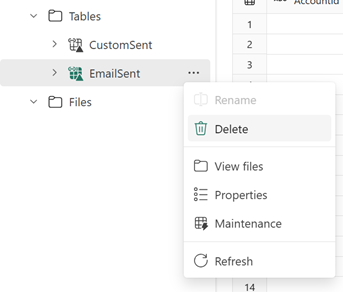 Tables
AccountId
CustomSent
1
2
EmailSent
3
Files
Rename
Delete
View files
Properties
Maintenance
Refresh
14